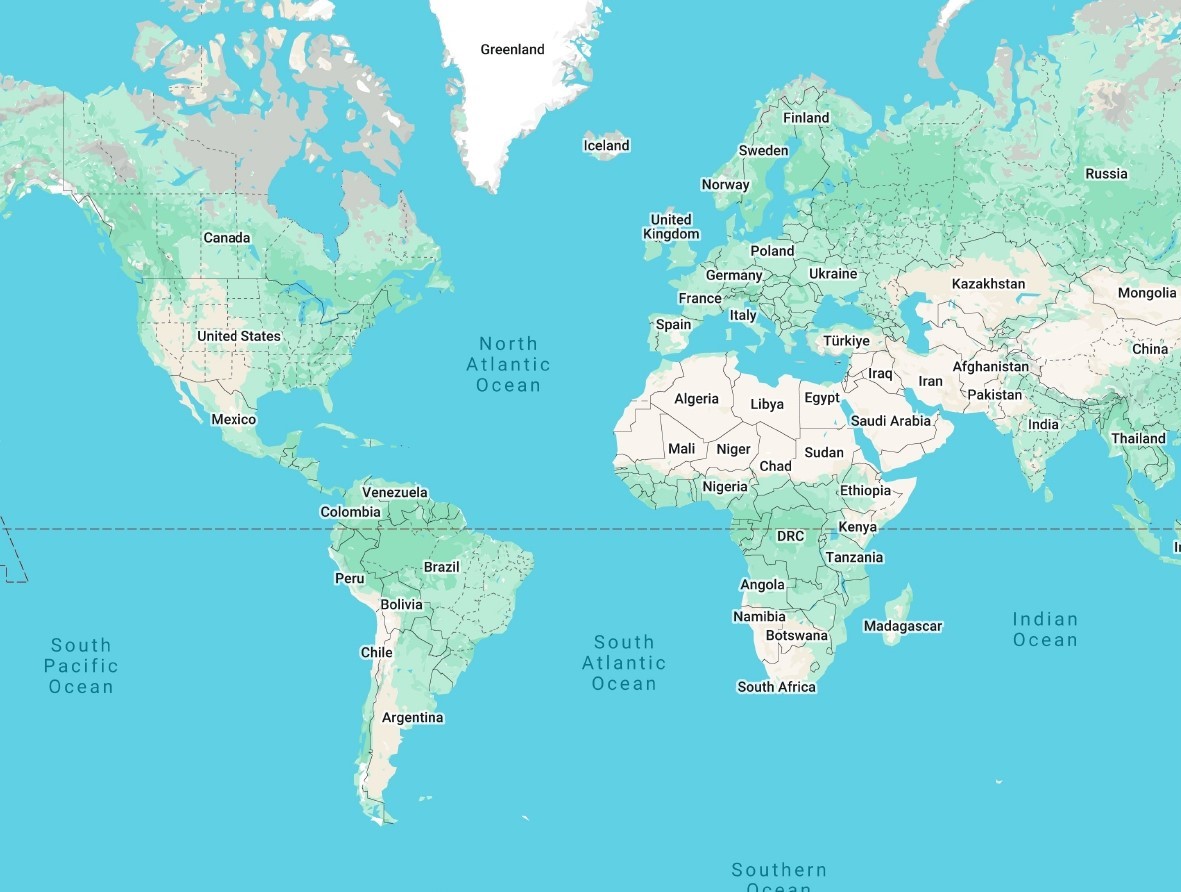 Greenland
Iceland
Finland
Sweden
Norway
Russia
United
Kingdom
Canada
Poland
Germany
Ukraine
Kazakhstan
Mongolia
France
Italy
Spain
United States
Türkiye
North
Atlantic
Ocean
China
Afghanistan
Iraq
Iran
Pakistan
Algeria
Libya
Egypt
Saudi Arabia
Mexico
India
Thailand
Mali
Niger
Sudan
Chad
Nigeria
Ethiopia
Venezuela
Colombia
Kenya
DRC
Tanzania
Brazil
Peru
Angola
Bolivia
Namibia
Madagascar
Botswana
Indian
Ocean
South
Pacific
Ocean
South
Atlantic
Ocean
Chile
South Africa
Argentina
Southern
Ocean